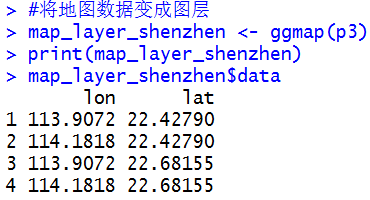 > #将地图数据变成图层
> map_layer_shenzhen <- ggmap(p3)
> print(map_layer_shenzhen)
> map_layer_shenzhen$data
       lon      lat
1 113.9072 22.42790
2 114.1818 22.42790
3 113.9072 22.68155
4 114.1818 22.68155